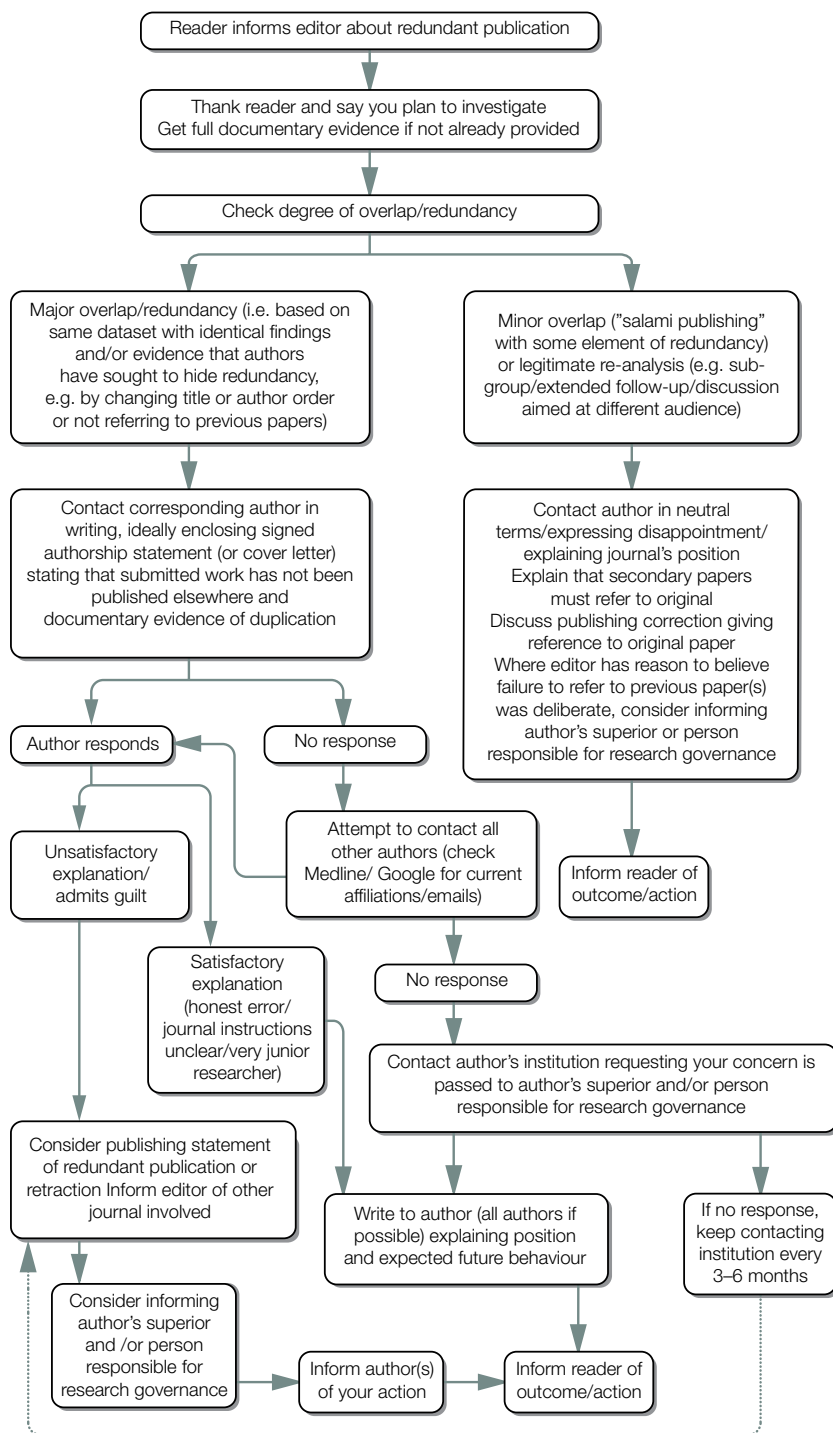 Reader informs editor about redundant publication
Thank reader and say you plan to investigate
Get full documentary evidence if not already provided
Check degree of overlap/redundancy
Major overlap/redundancy (i.e. based on
same dataset with identical findings
and/or evidence that authors
have sought to hide redundancy,
e.g. by changing title or author order
or not referring to previous papers)
Minor overlap ("salami publishing"
with some element of redundancy)
or legitimate re-analysis (e.g. sub-
group/extended follow-up/discussion
aimed at different audience)
Contact corresponding author in
writing, ideally enclosing signed
authorship statement (or cover letter)
stating that submitted work has not been
published elsewhere and
documentary evidence of duplication
Contact author in neutral
terms/expressing disappointment/
explaining journal's position
Explain that secondary papers
must refer to original
Discuss publishing correction giving
reference to original paper
Where editor has reason to believe
failure to refer to previous paper(s)
was deliberate, consider informing
author's superior or person
responsible for research governance
Author responds
No response
Unsatisfactory
explanation/
admits guilt
Attempt to contact all
other authors (check
Medline/ Google for current
affiliations/emails)
Inform reader of
outcome/action
Satisfactory
explanation
(honest error/
journal instructions
unclear/very junior
researcher)
No response
Contact author's institution requesting your concern is
passed to author's superior and/or person
responsible for research governance
Consider publishing statement
of redundant publication or
retraction Inform editor of other
journal involved
Write to author (all authors if
possible) explaining position
and expected future behaviour
If no response,
keep contacting
institution every
3–6 months
Consider informing
author's superior
and /or person
responsible for
research governance
Inform author(s)
of your action
Inform reader of
outcome/action